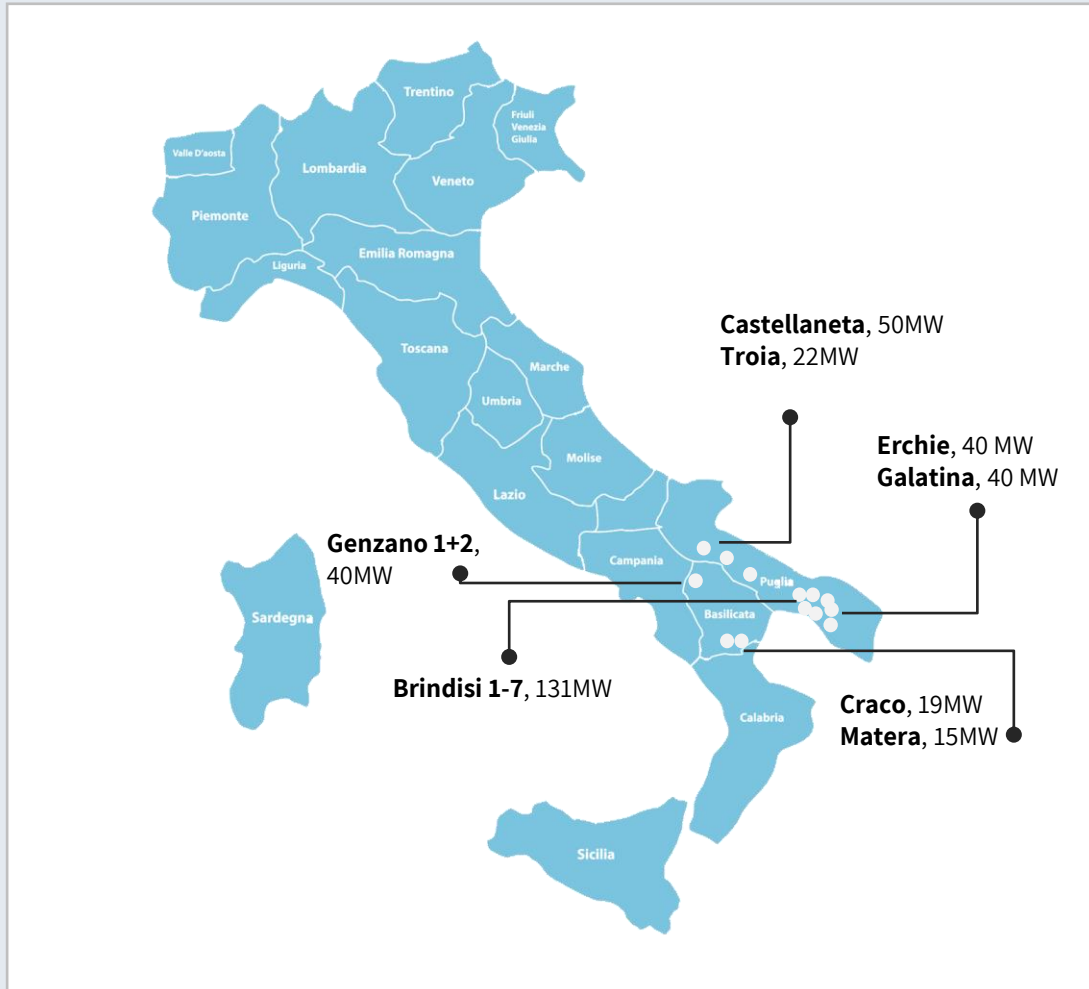 Trentino
Friuli
Venezia
Giulla
Valle D'aosta
Lombardia
Veneto
Piemonte
Emilia Romagna
Liguria
Castellaneta, 50MW
Troia, 22MW
Toscana
Marche
Umbria
Erchie, 40 MW
Galatina, 40 MW
Molise
Lazio
Genzano 1+2,
40MW
Campania
Puglia
Basilicata
Sardegna
Brindisi 1-7, 131MW
Craco, 19MW
Matera, 15MW
Calabria
Sicilia